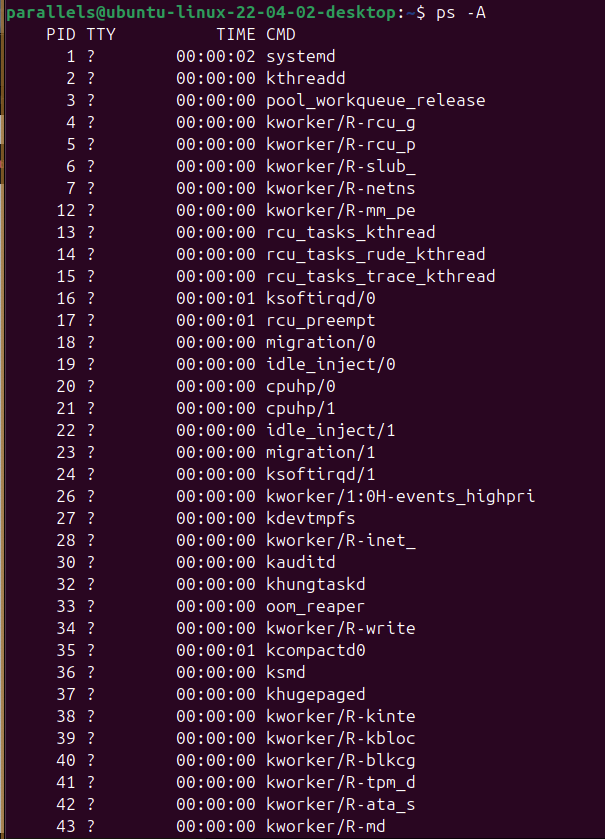 parallels@ubuntu-linux-22-04-02-desktop:~$ ps -A
    PID TTY          TIME CMD
      1 ?        00:00:02 systemd
      2 ?        00:00:00 kthreadd
      3 ?        00:00:00 pool_workqueue_release
      4 ?        00:00:00 kworker/R-rcu_g
      5 ?        00:00:00 kworker/R-rcu_p
      6 ?        00:00:00 kworker/R-slub_
      7 ?        00:00:00 kworker/R-netns
     12 ?        00:00:00 kworker/R-mm_pe
     13 ?        00:00:00 rcu_tasks_kthread
     14 ?        00:00:00 rcu_tasks_rude_kthread
     15 ?        00:00:00 rcu_tasks_trace_kthread
     16 ?        00:00:01 ksoftirqd/0
     17 ?        00:00:01 rcu_preempt
     18 ?        00:00:00 migration/0
     19 ?        00:00:00 idle_inject/0
     20 ?        00:00:00 cpuhp/0
     21 ?        00:00:00 cpuhp/1
     22 ?        00:00:00 idle_inject/1
     23 ?        00:00:00 migration/1
     24 ?        00:00:00 ksoftirqd/1
     26 ?        00:00:00 kworker/1:0H-events_highpri
     27 ?        00:00:00 kdevtmpfs
     28 ?        00:00:00 kworker/R-inet_
     30 ?        00:00:00 kauditd
     32 ?        00:00:00 khungtaskd
     33 ?        00:00:00 oom_reaper
     34 ?        00:00:00 kworker/R-write
     35 ?        00:00:01 kcompactd0
     36 ?        00:00:00 ksmd
     37 ?        00:00:00 khugepaged
     38 ?        00:00:00 kworker/R-kinte
     39 ?        00:00:00 kworker/R-kbloc
     40 ?        00:00:00 kworker/R-blkcg
     41 ?        00:00:00 kworker/R-tpm_d
     42 ?        00:00:00 kworker/R-ata_s
     43 ?        00:00:00 kworker/R-md